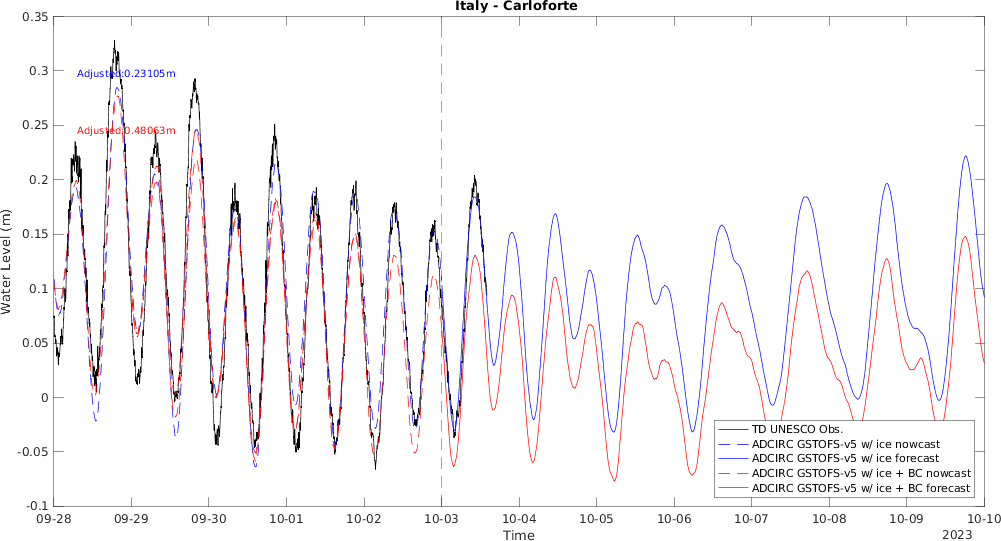 Italy - Carloforte
0.35
0.3
0.25
0.2
0.15
0.1
0.05
0
-0.05
-0.1
Water Level (m)
Adjusted:0.23105m
Adjusted:0.48063m
TD UNESCO Obs.
ADCIRC GSTOFS-v5 w/ ice nowcast
ADCIRC GSTOFS-v5 w/ ice forecast
ADCIRC GSTOFS-v5 w/ ice + BC nowcast
ADCIRC GSTOFS-v5 w/ ice + BC forecast
09-28 09-29 09-30 10-01 10-02 10-03 10-04 10-05 10-06 10-07 10-08 10-09 10-10
Time
2023